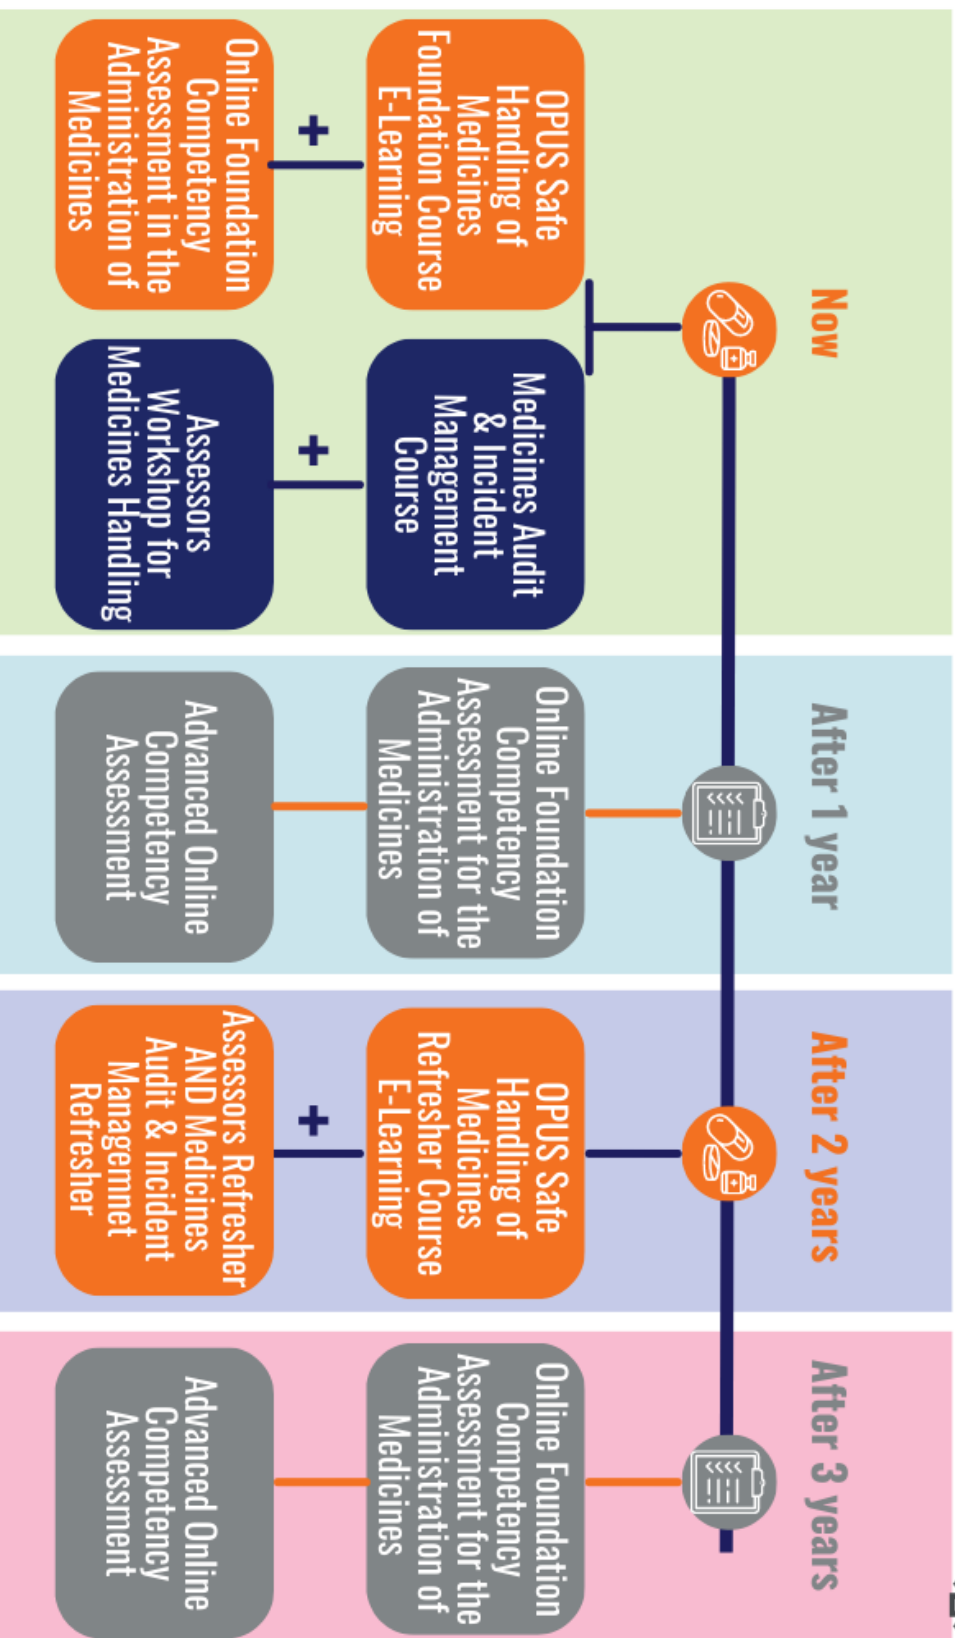 Now
OPUS Safe
Handling of
Medicines
Foundation Course
E-Learning
+
Online Foundation
Competency
Assessment in the
Administration of
Medicines
Medicines Audit
& Incident
Management
Course
+
Assessors
Workshop for
Medicines Handling
After 1 year
Online Foundation
Competency
Assessment for the
Administration of
Medicines
Advanced Online
Competency
Assessment
After 2 years
OPUS Safe
Handling of
Medicines
Refresher Course
E-Learning
+
Assessors Refresher
AND Medicines
Audit & Incident
Managemnet
Refresher
After 3 years
Online Foundation
Competency
Assessment for the
Administration of
Medicines
Advanced Online
Competency
Assessment